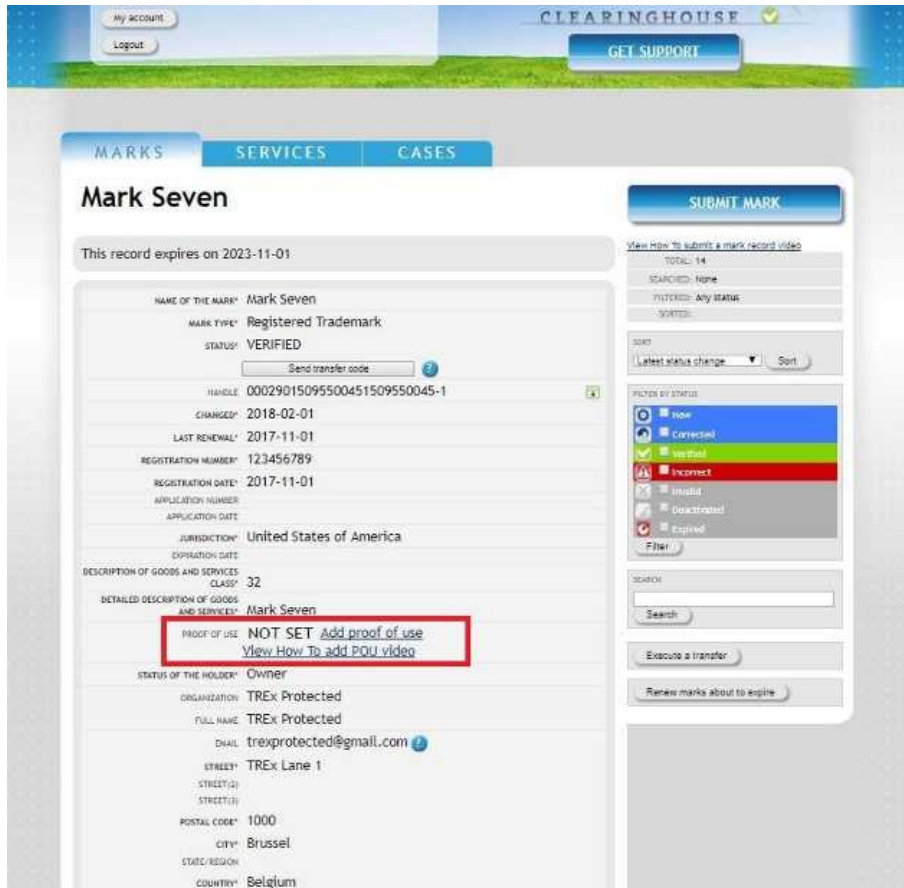 My account
Logout
CLEARINGHOUSE
GET SUPPORT
MARKS SERVICES CASES
Mark Seven
This record expires on 2023-11-01
NAME OF THE MARK* Mark Seven
MARK TYPE* Registered Trademark
STATUS* VERIFIED
Send transfer code ?
HANDLE 00029015095500451509550045-1
CHANGED* 2018-02-01
LAST RENEWAL* 2017-11-01
REGISTRATION NUMBER* 123456789
REGISTRATION DATE* 2017-11-01
APPLICATION NUMBER
APPLICATION DATE
JURISDICTION* United States of America
EXPIRATION DATE
DESCRIPTION OF GOODS AND SERVICES
CLASS* 32
DETAILED DESCRIPTION OF GOODS
AND SERVICES* Mark Seven
PROOF OF USE NOT SET Add proof of use
View How To add POU video
STATUS OF THE HOLDER* Owner
ORGANIZATION TREx Protected
FULL NAME TREx Protected
EMAIL trexprotected@gmail.com ?
STREET* TREx Lane 1
STREET(2)
STREET(3)
POSTAL CODE* 1000
CITY* Brussel
STATE/REGION
COUNTRY* Belgium
SUBMIT MARK
View How To submit a mark record video
TOTAL: 14
SEARCHED: None
FILTERED: Any status
SORTED:
SORT
Latest status change Sort
FILTER BY STATUS
New
Corrected
Verified
Incorrect
Invalid
Deactivated
Expired
Filter
SEARCH
Search
Execute a transfer
Renew marks about to expire